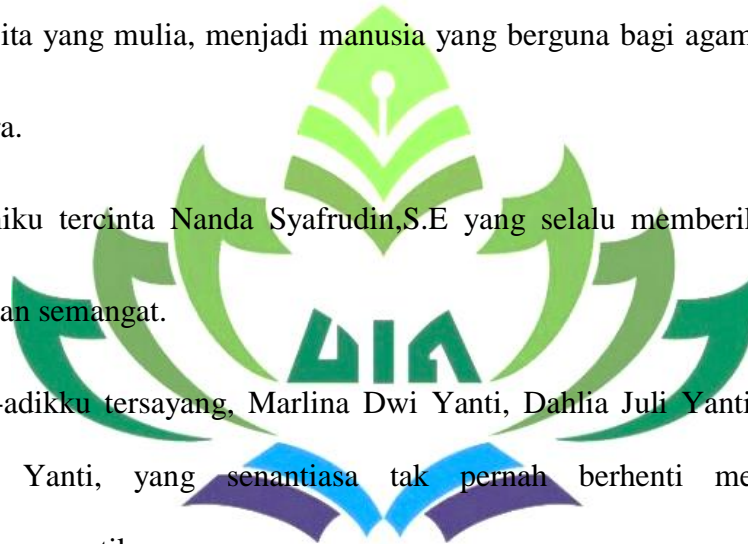 ita yang mulia, menjadi manusia yang berguna bagi agam
a.
iku tercinta Nanda Syafrudin,S.E yang selalu memberi
an semangat.
-adikku tersayang, Marlina Dwi Yanti, Dahlia Juli Yanti
UIN
Yanti, yang senantiasa tak pernah berhenti me